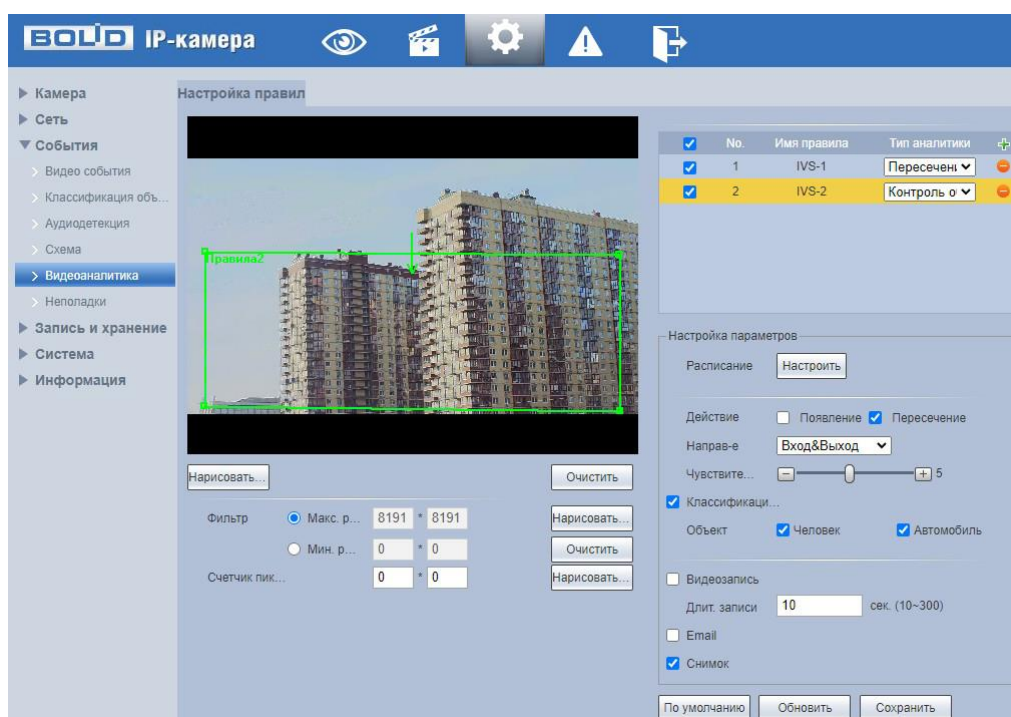 BOLID IP-камера
Камера
Сеть
События
Видео события
Классификация объ...
Аудиодетекция
Схема
Видеоаналитика
Неполадки
Запись и хранение
Система
Информация
Настройка правил
Правила2
No. Имя правила Тип аналитики
1 IVS-1 Пересечени
2 IVS-2 Контроль о
Нарисовать... Очистить
Фильтр Макс. р... 8191 * 8191 Нарисовать...
Мин. р... 0 * 0 Очистить
Счетчик пик... 0 * 0 Нарисовать...
Настройка параметров
Расписание Настроить
Действие Появление Пересечение
Направ-е Вход&Выход
Чувствите... 5
Классификаци...
Объект Человек Автомобиль
Видеозапись
Длит. записи 10 сек. (10~300)
Email
Снимок
По умолчанию Обновить Сохранить